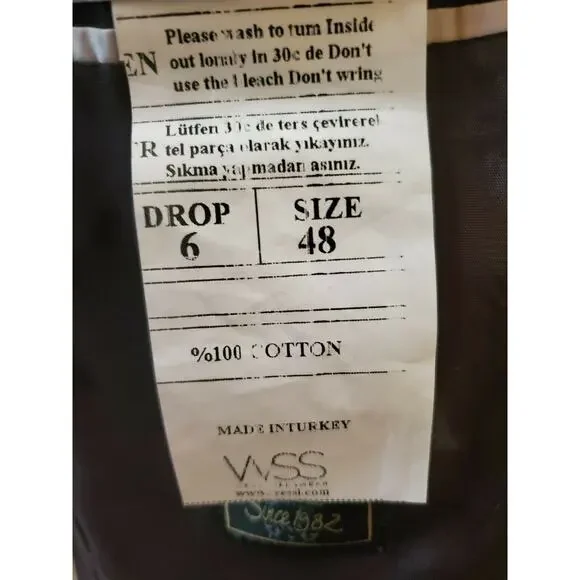 EN
Please wash to turn Inside
out lonely in 30c de Don't
use the bleach Don't wring
TR
Lütfen 30c de ters çevirerek
tel parça olarak yıkayınız.
Sıkma yapmadan asınız.
DROP
6
SIZE
48
%100 COTTON
MADE INTURKEY
WSS
Since 1982